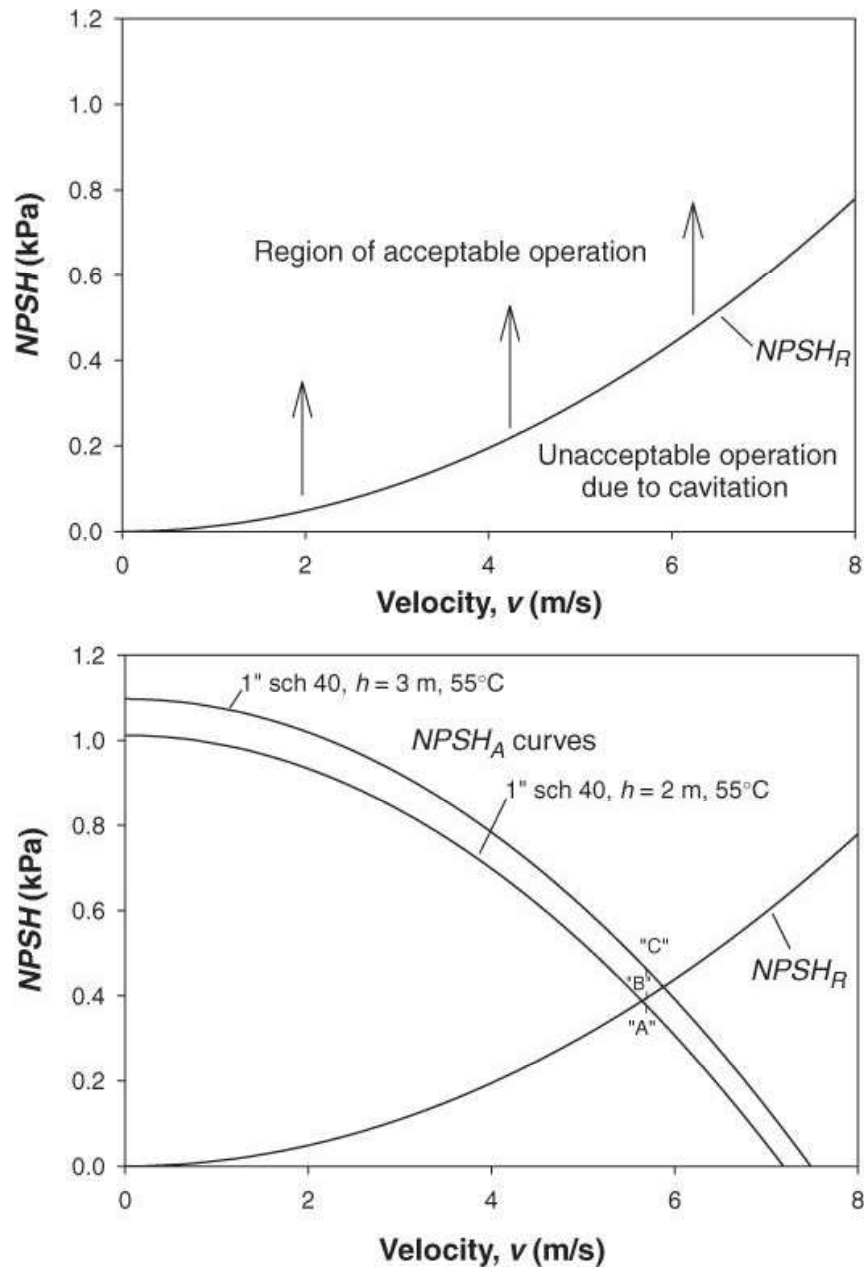 1.2
1.0
0.8
0.6
0.4
0.2
0.0
NPSH (kPa)
Region of acceptable operation
NPSH_R
Unacceptable operation
due to cavitation
0 2 4 6 8
Velocity, v (m/s)
1.2
1.0
0.8
0.6
0.4
0.2
0.0
NPSH (kPa)
1" sch 40, h = 3 m, 55°C
NPSH_A curves
1" sch 40, h = 2 m, 55°C
"C"
"B"
"A"
NPSH_R
0 2 4 6 8
Velocity, v (m/s)